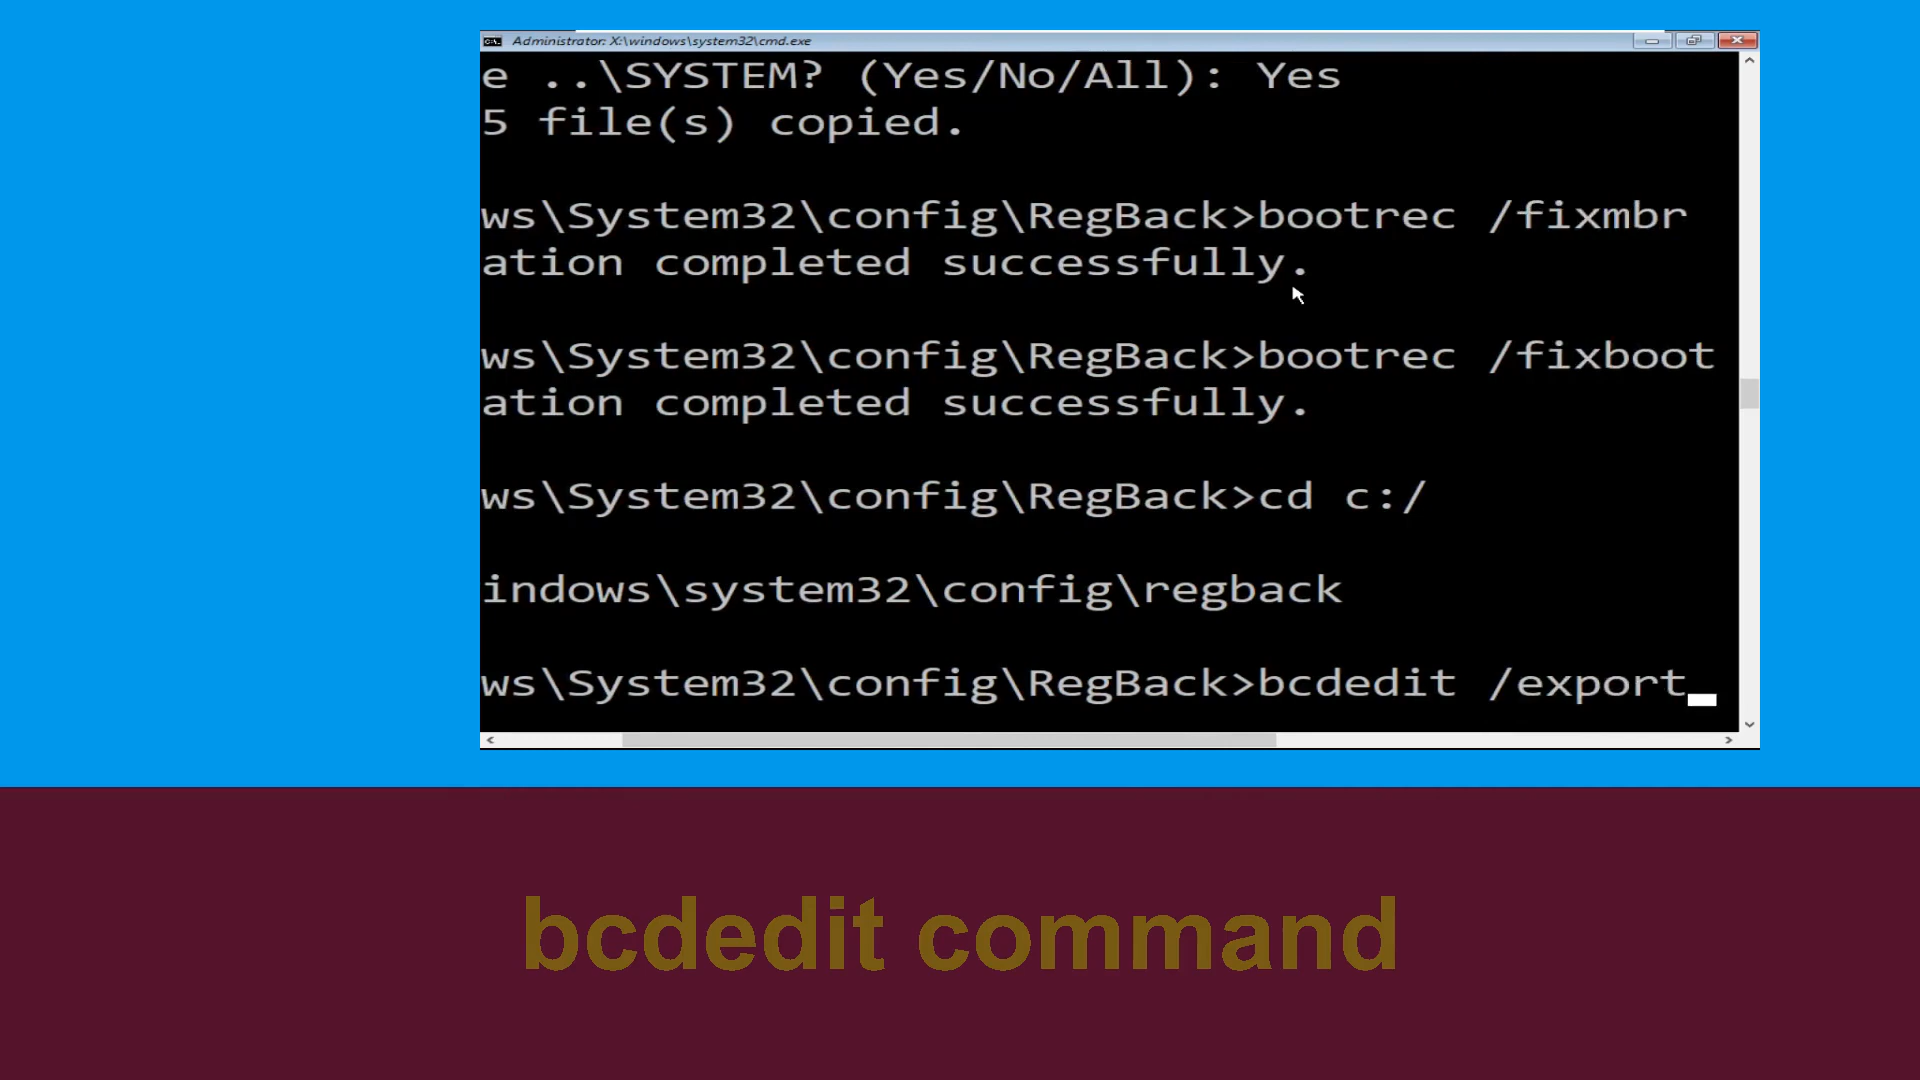 Administrator: X:\windows\system32\cmd.exe
e ..\SYSTEM? (Yes/No/All): Yes
5 file(s) copied.
ws\System32\config\RegBack>bootrec /fixmbr
ation completed successfully.
ws\System32\config\RegBack>bootrec /fixboot
ation completed successfully.
ws\System32\config\RegBack>cd c:/
indows\system32\config\regback
ws\System32\config\RegBack>bcdedit /export
bcdedit command